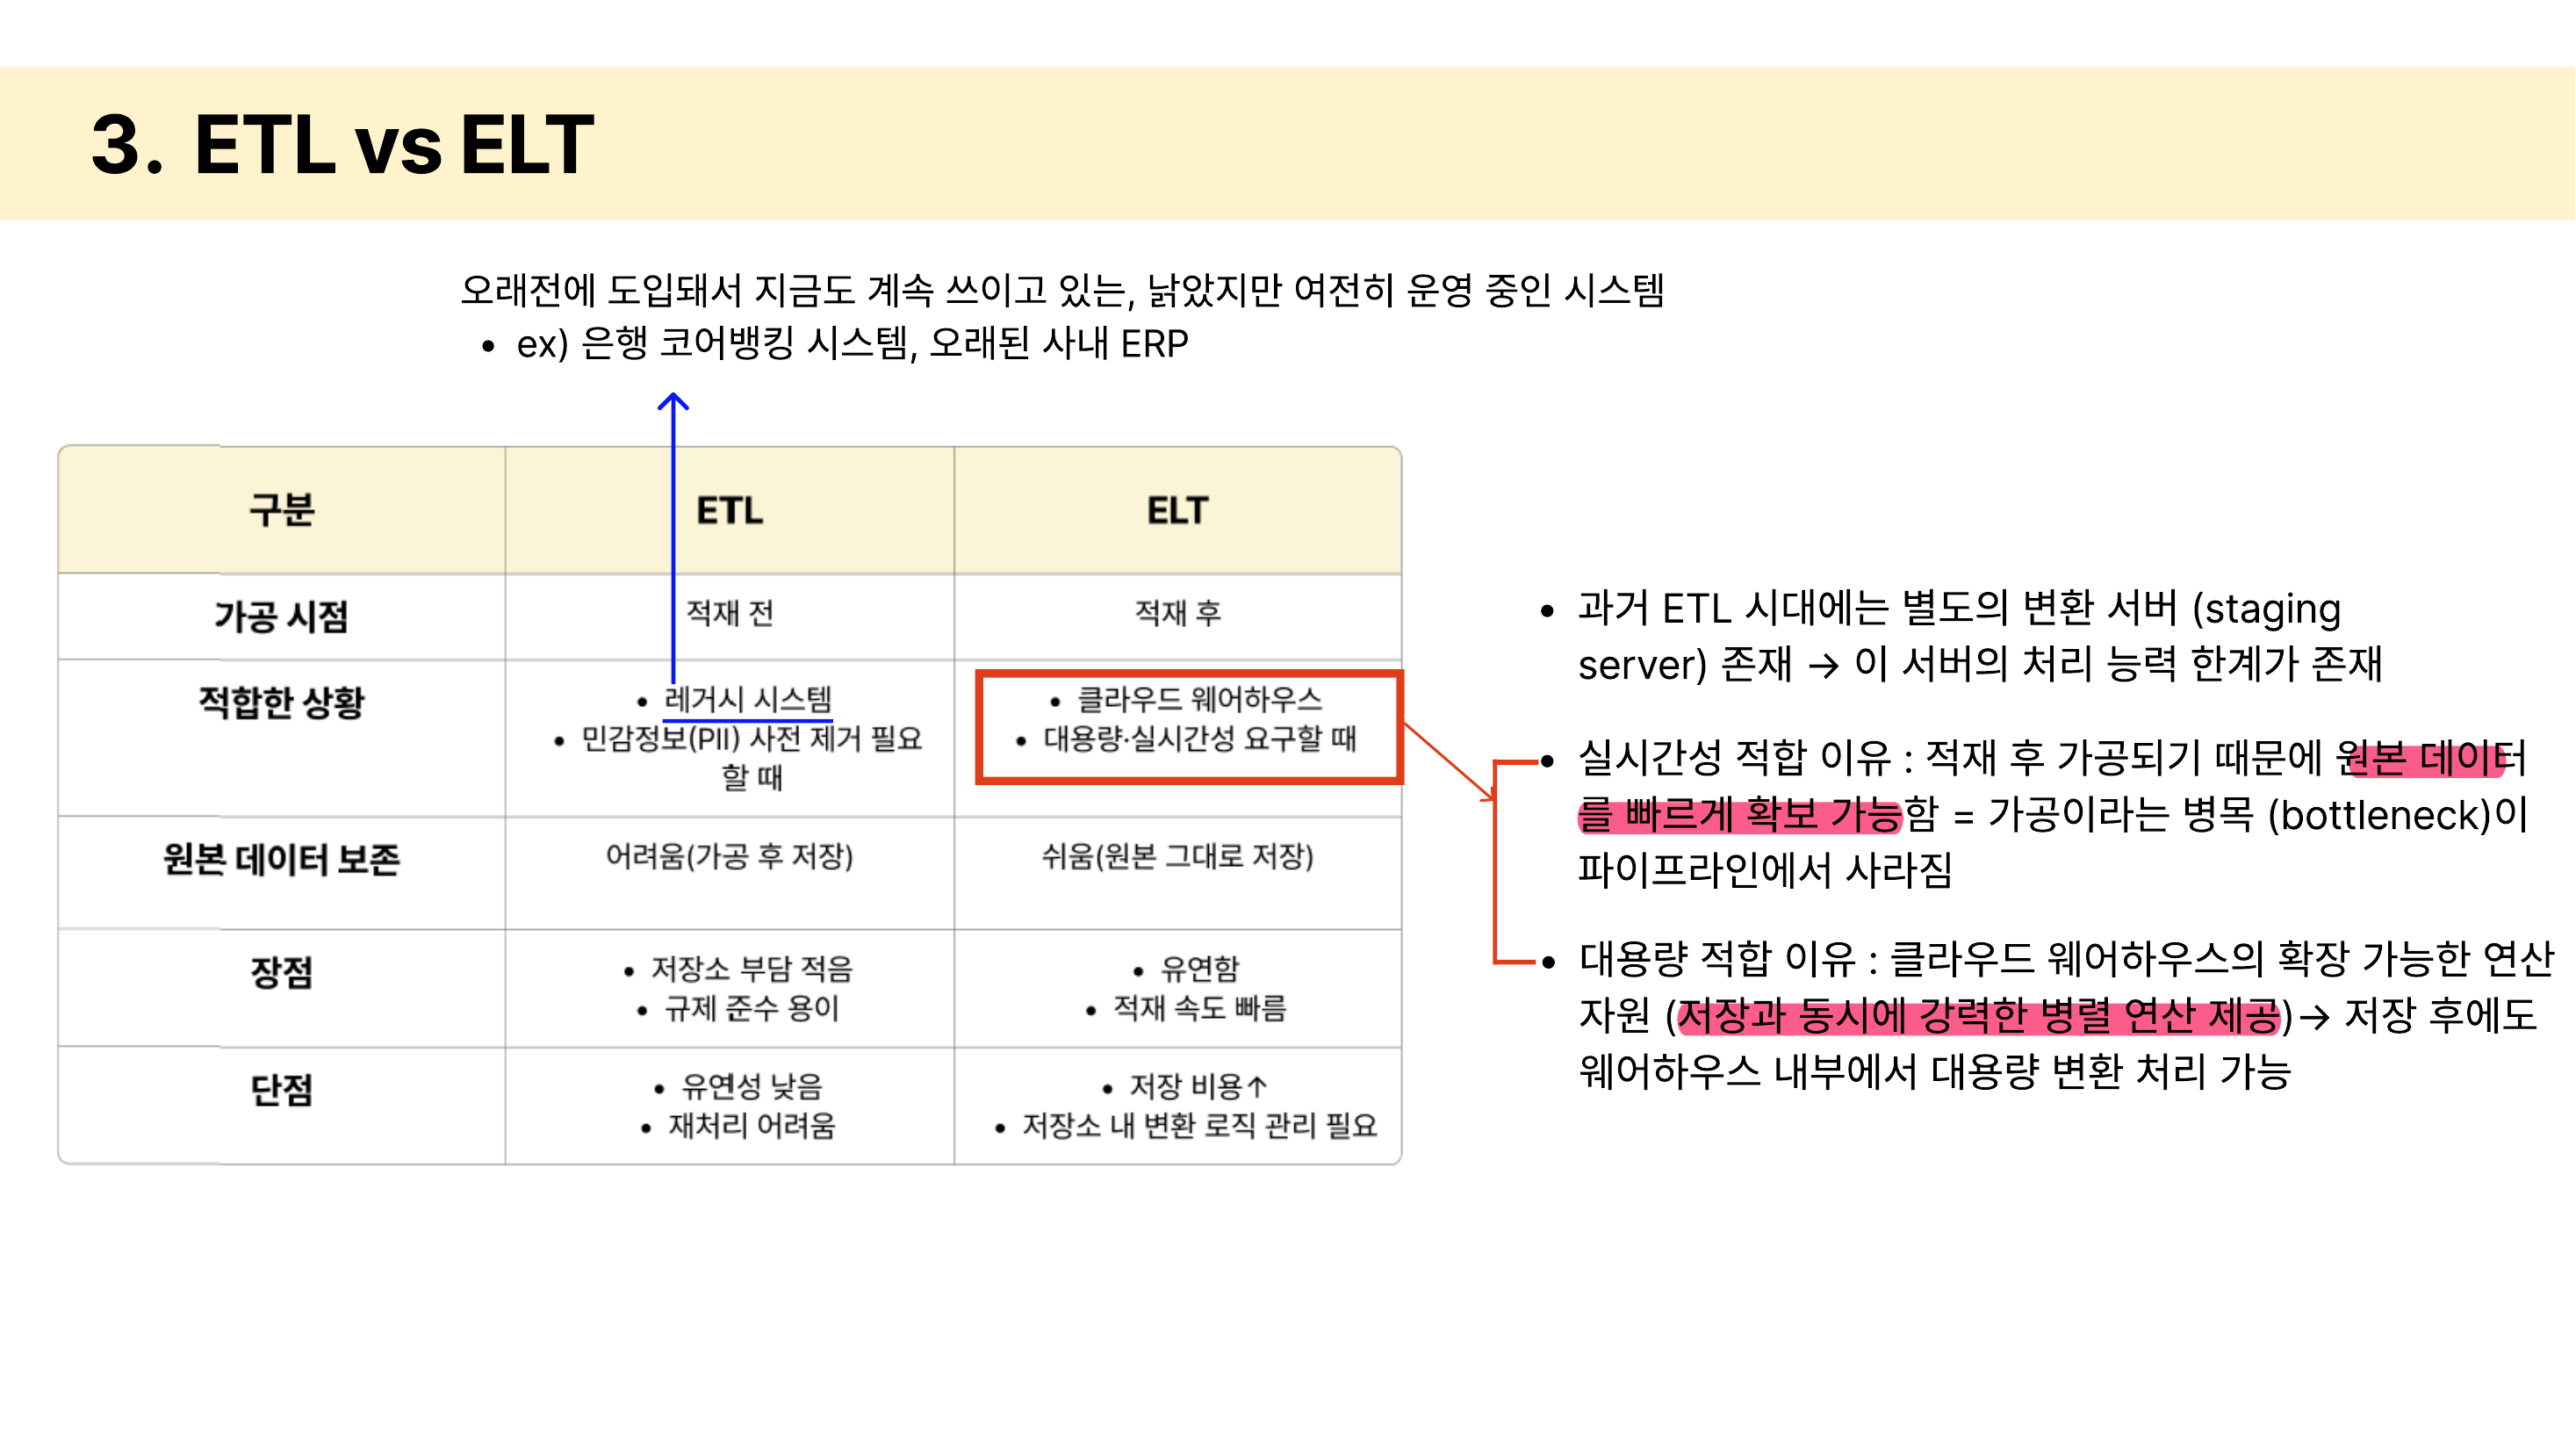 3. ETL vs ELT
오래전에 도입돼서 지금도 계속 쓰이고 있는, 낡았지만 여전히 운영 중인 시스템
• ex) 은행 코어뱅킹 시스템, 오래된 사내 ERP
구분 ETL ELT
가공 시점 적재 전 적재 후
적합한 상황
• 레거시 시스템
• 민감정보(PII) 사전 제거 필요
할 때
• 클라우드 웨어하우스
• 대용량·실시간성 요구할 때
원본 데이터 보존 어려움(가공 후 저장) 쉬움(원본 그대로 저장)
장점
• 저장소 부담 적음
• 규제 준수 용이
• 유연함
• 적재 속도 빠름
단점
• 유연성 낮음
• 재처리 어려움
• 저장 비용↑
• 저장소 내 변환 로직 관리 필요
• 과거 ETL 시대에는 별도의 변환 서버 (staging
server) 존재 → 이 서버의 처리 능력 한계가 존재
• 실시간성 적합 이유 : 적재 후 가공되기 때문에 원본 데이터
를 빠르게 확보 가능함 = 가공이라는 병목 (bottleneck)이
파이프라인에서 사라짐
• 대용량 적합 이유 : 클라우드 웨어하우스의 확장 가능한 연산
자원 (저장과 동시에 강력한 병렬 연산 제공)→ 저장 후에도
웨어하우스 내부에서 대용량 변환 처리 가능